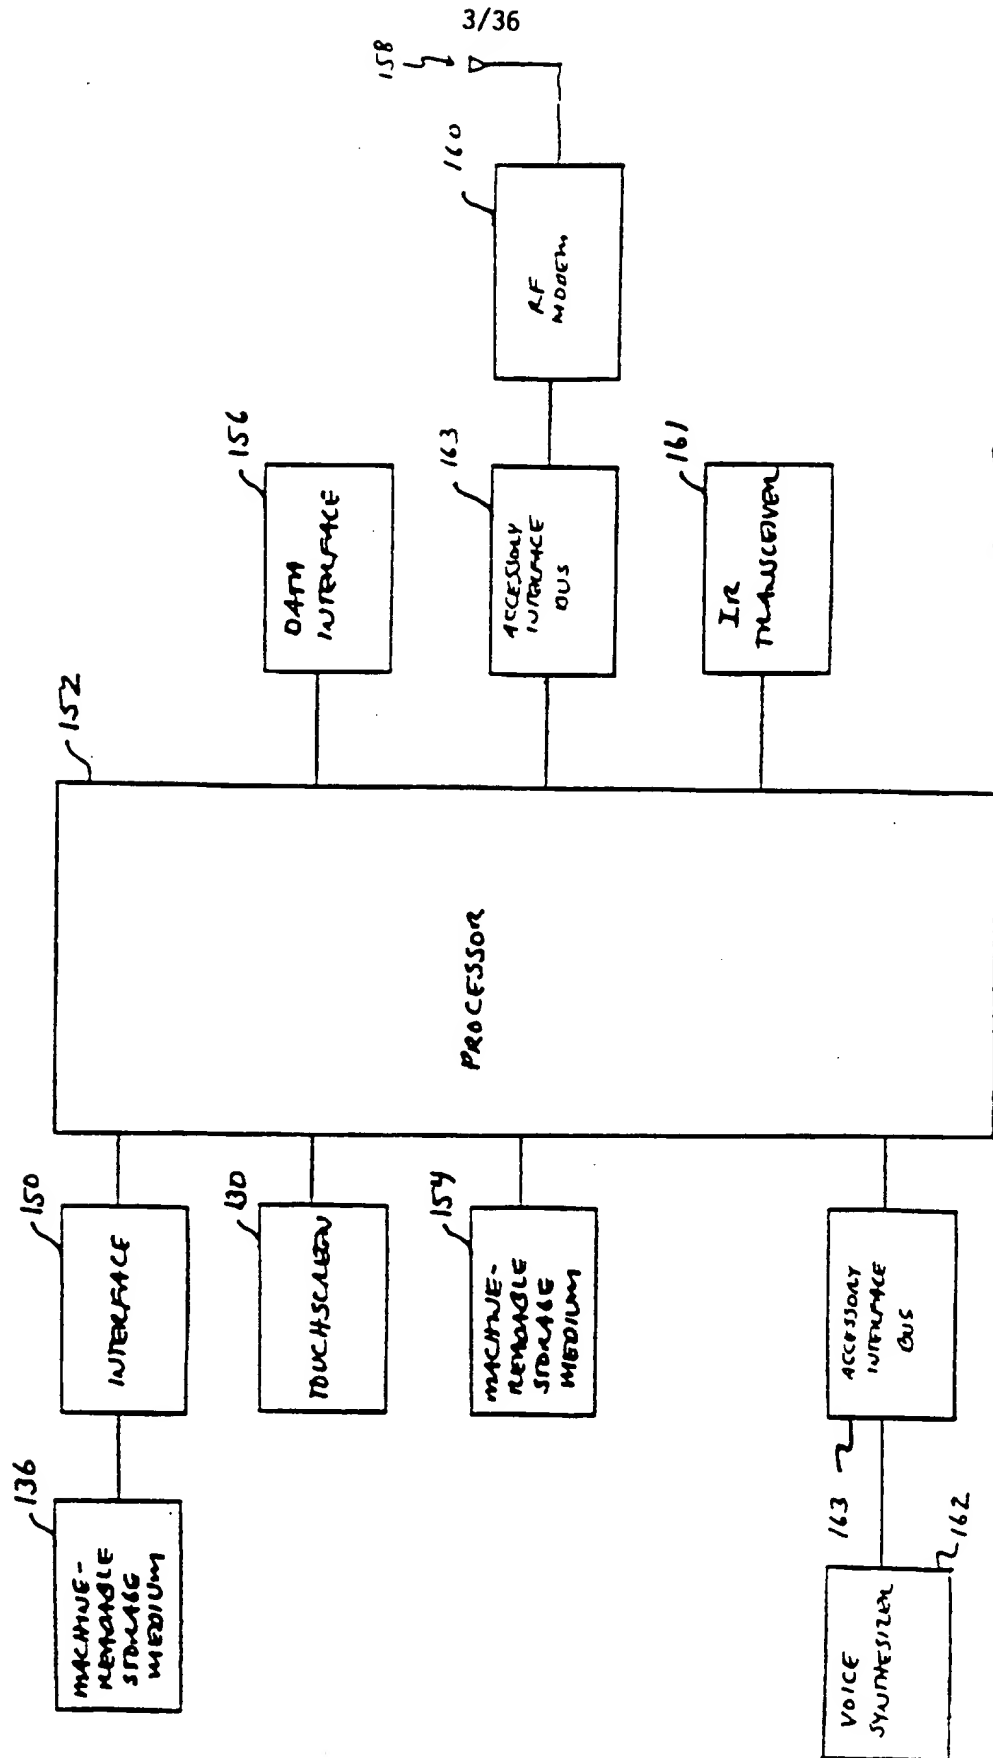 3/36
158
160
RF
MODEM
156
DATA
INTERFACE
163
ACCESSORY
INTERFACE
BUS
161
IR
TRANSCEIVER
152
PROCESSOR
150
INTERFACE
130
TOUCHSCREEN
154
MACHINE-
READABLE
STORAGE
MEDIUM
163
ACCESSORY
INTERFACE
BUS
136
MACHINE-
READABLE
STORAGE
MEDIUM
162
VOICE
SYNTHESIZER